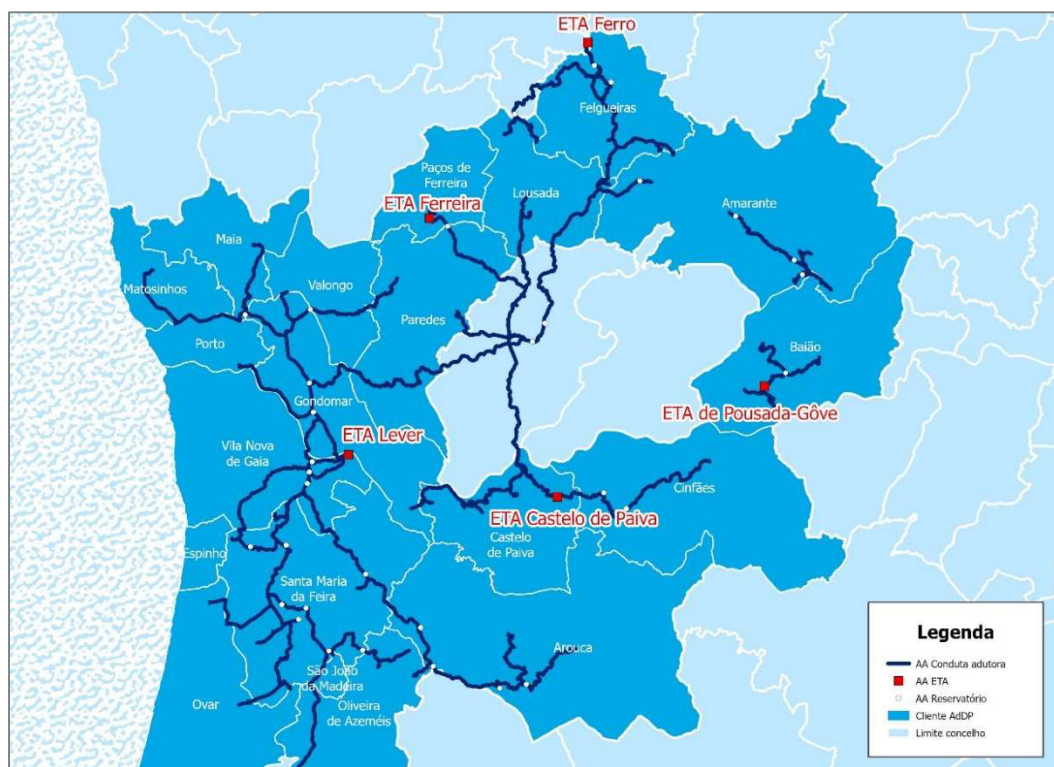 ETA Ferro
Felgueiras
Paços de
Ferreira
Lousada
ETA Ferreira
Amarante
Maia
Matosinhos
Valongo
Paredes
Porto
Baião
Gondomar
ETA de Pousada-Gôve
ETA Lever
Vila Nova
de Gaia
Cinfães
ETA Castelo de Paiva
Castelo
de Paiva
Espinho
Santa Maria
da Feira
Arouca
São João
da Madeira
Ovar
Oliveira
de Azeméis
Legenda
AA Conduta adutora
AA ETA
AA Reservatório
Cliente AdDP
Limite concelho